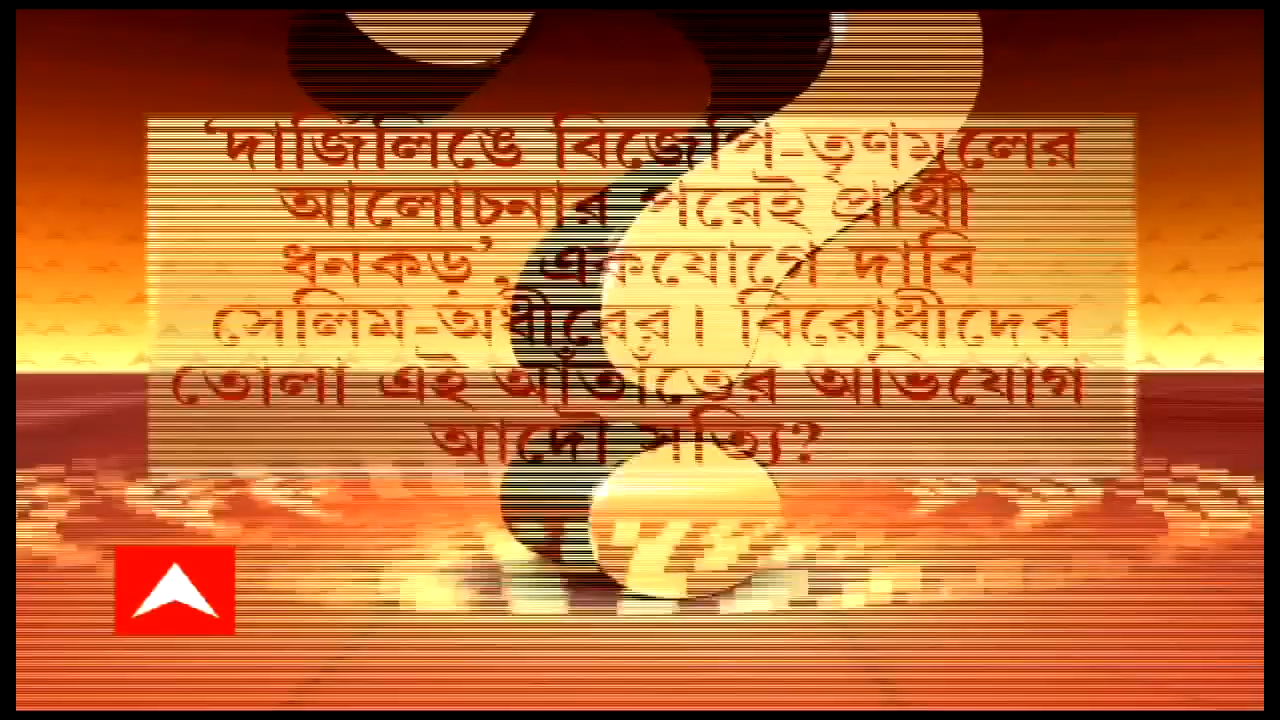 ‘দার্জিলিঙে বিজেপি-তৃণমূলের
আলোচনার পরেই প্রার্থী
ধনকড়’, একযোগে দাবি
সেলিম-অধীরের। বিরোধীদের
তোলা এই আঁতাঁতের অভিযোগ
আদৌ সত্যি?